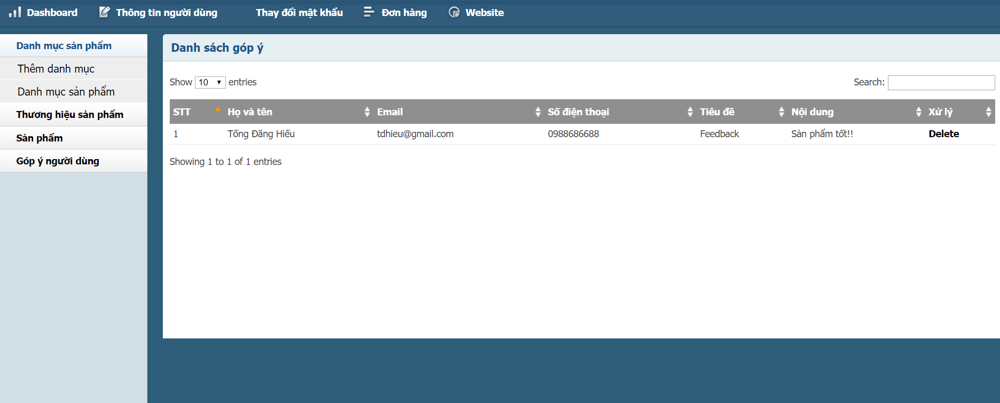 Dashboard Thông tin người dùng Thay đổi mật khẩu Đơn hàng Website
Danh mục sản phẩm
Thêm danh mục
Danh mục sản phẩm
Thương hiệu sản phẩm
Sản phẩm
Góp ý người dùng
Danh sách góp ý
Show 10 entries Search:
STT Họ và tên Email Số điện thoại Tiêu đề Nội dung Xử lý
1 Tống Đăng Hiếu tdhieu@gmail.com 0988686688 Feedback Sản phẩm tốt!! Delete
Showing 1 to 1 of 1 entries